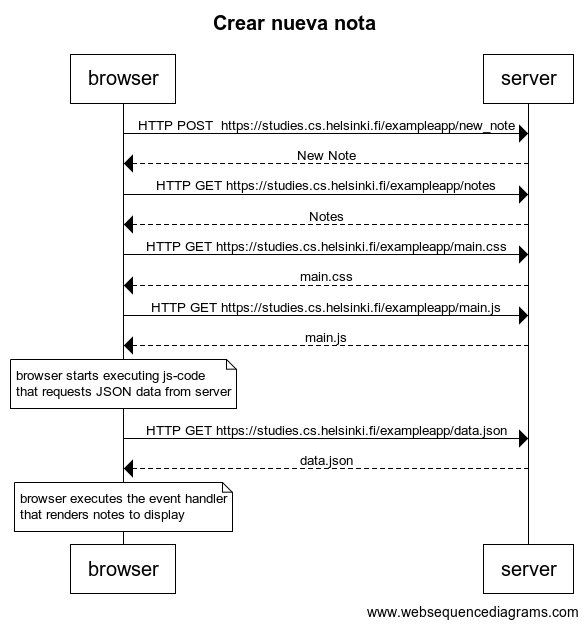 Crear nueva nota
browser
server
HTTP POST  https://studies.cs.helsinki.fi/exampleapp/new_note
New Note
HTTP GET https://studies.cs.helsinki.fi/exampleapp/notes
Notes
HTTP GET https://studies.cs.helsinki.fi/exampleapp/main.css
main.css
HTTP GET https://studies.cs.helsinki.fi/exampleapp/main.js
main.js
browser starts executing js-code
that requests JSON data from server
HTTP GET https://studies.cs.helsinki.fi/exampleapp/data.json
data.json
browser executes the event handler
that renders notes to display
browser
server
www.websequencediagrams.com